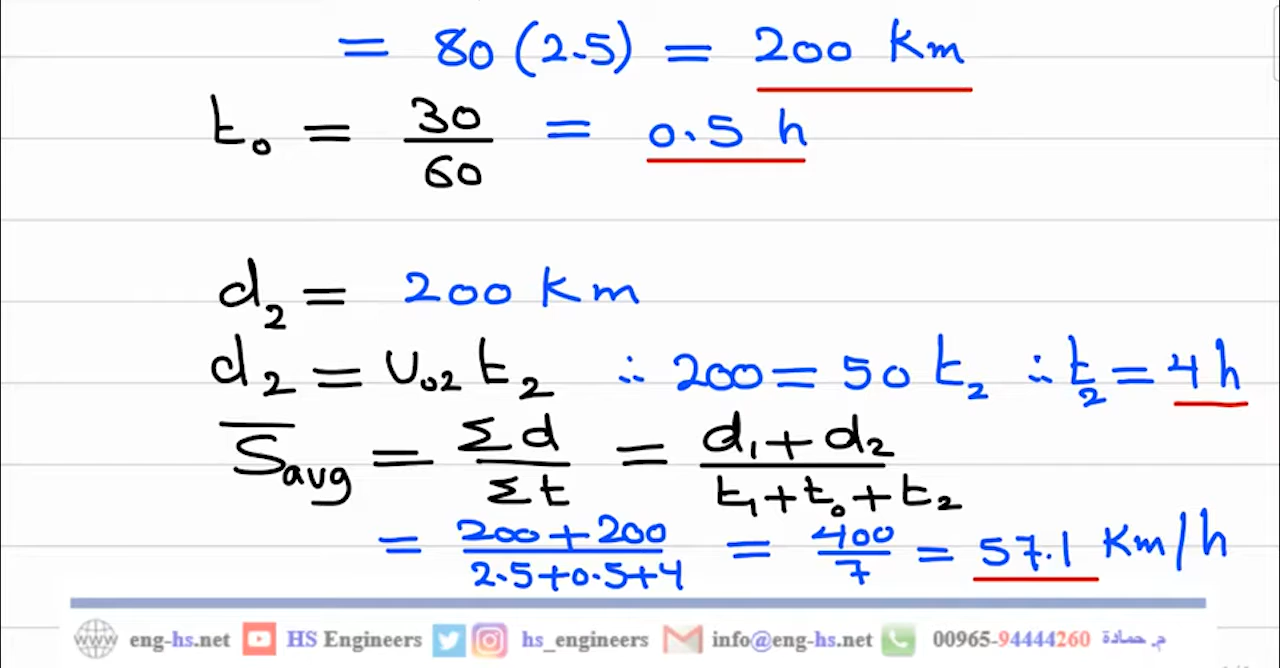 = 80 (2.5) = 200 Km
t₀ = 30/60 = 0.5 h
d₂ = 200 Km
d₂ = υ₀₂ t₂ ∴ 200 = 50 t₂ ∴ t₂ = 4 h
S̅avg = Σd/Σt = d₁+d₂/t₁+t₀+t₂
= 200+200/2.5+0.5+4 = 400/7 = 57.1 Km/h
www eng-hs.net HS Engineers hs_engineers info@eng-hs.net 00965-94444260 م. حمادة